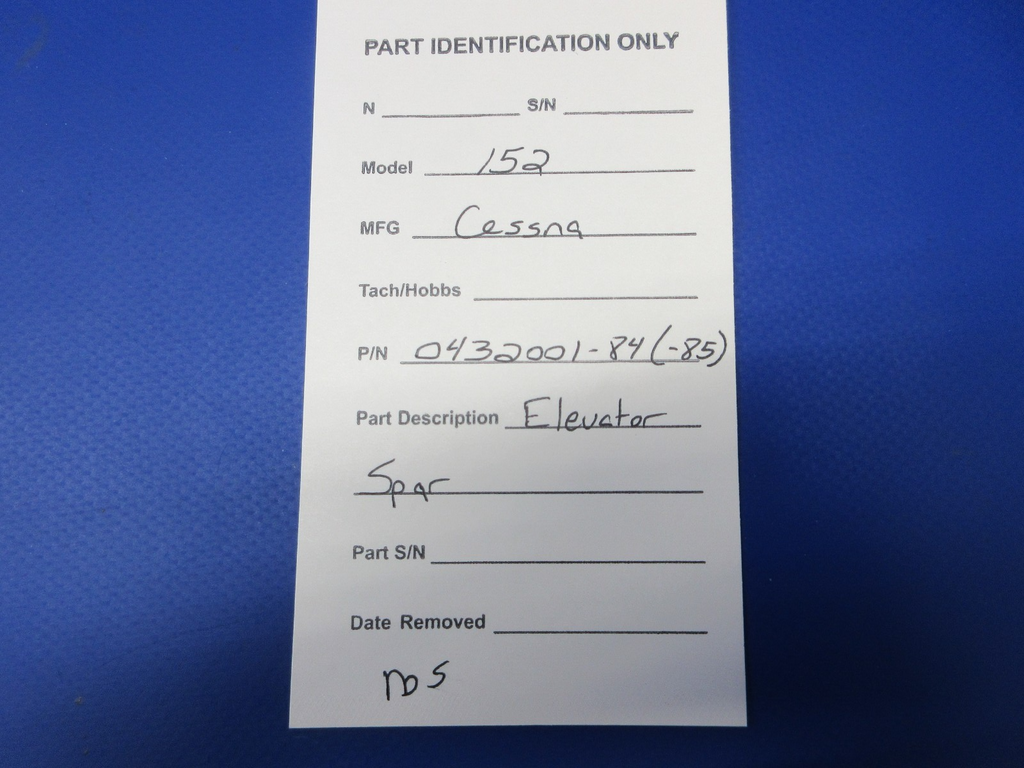 PART IDENTIFICATION ONLY
N S/N
Model 152
MFG Cessna
Tach/Hobbs
P/N 0432001-84 (-85)
Part Description Elevator
Spar
Part S/N
Date Removed
NOS